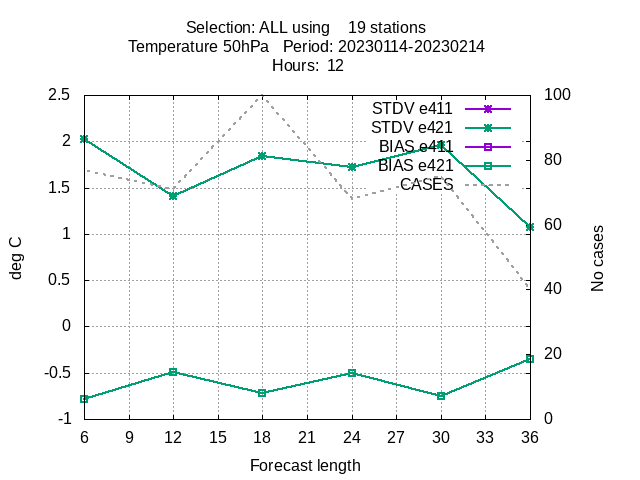 Selection: ALL using 19 stations
Temperature 50hPa Period: 20230114-20230214
Hours: 12
STDV e411
STDV e421
BIAS e411
BIAS e421
CASES
2.5
2
1.5
1
0.5
0
-0.5
-1
deg C
100
80
60
40
20
0
No cases
6 9 12 15 18 21 24 27 30 33 36
Forecast length